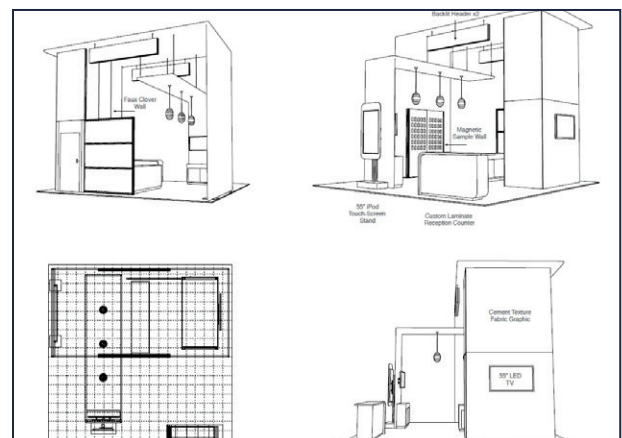 Backlit Header x2
Faux Clover
Wall
Magnetic
Sample Wall
55" iPod
Touch-Screen
Stand
Custom Laminate
Reception Counter
Cement Texture
Fabric Graphic
55" LED
TV